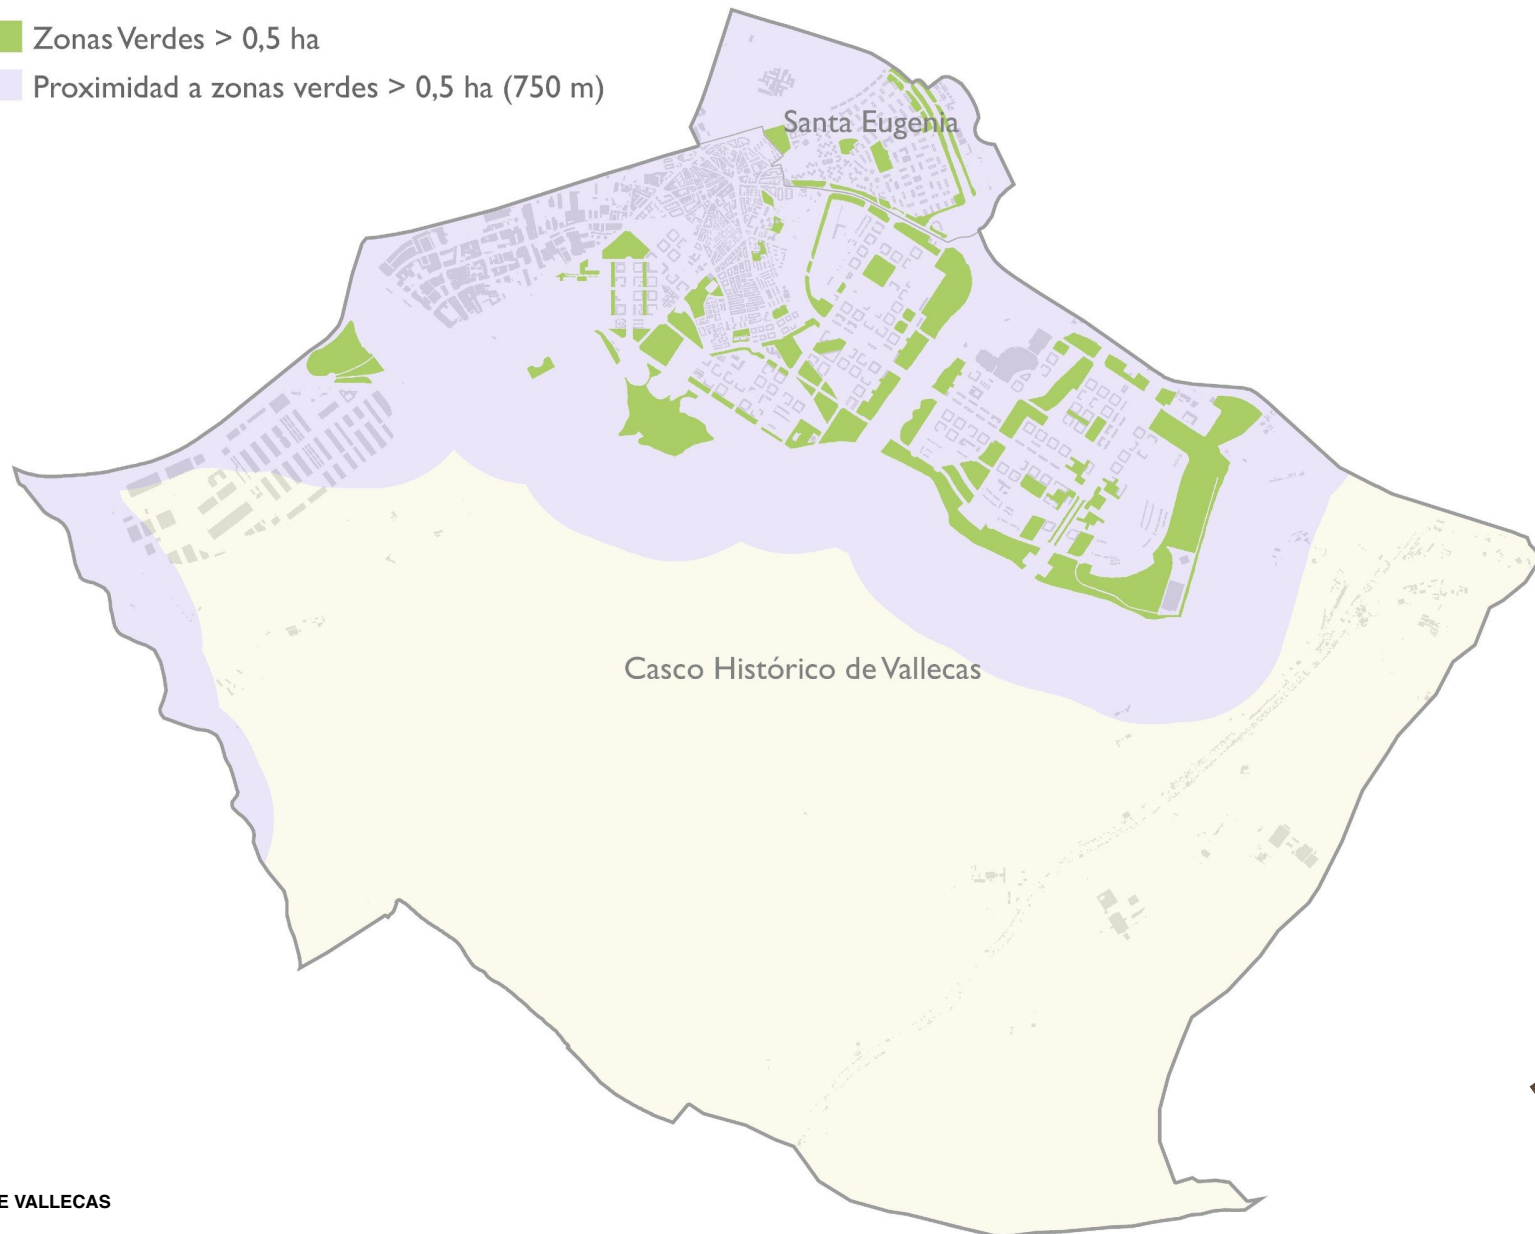 Zonas Verdes > 0,5 ha
Proximidad a zonas verdes > 0,5 ha (750 m)
Santa Eugenia
Casco Histórico de Vallecas
E VALLECAS